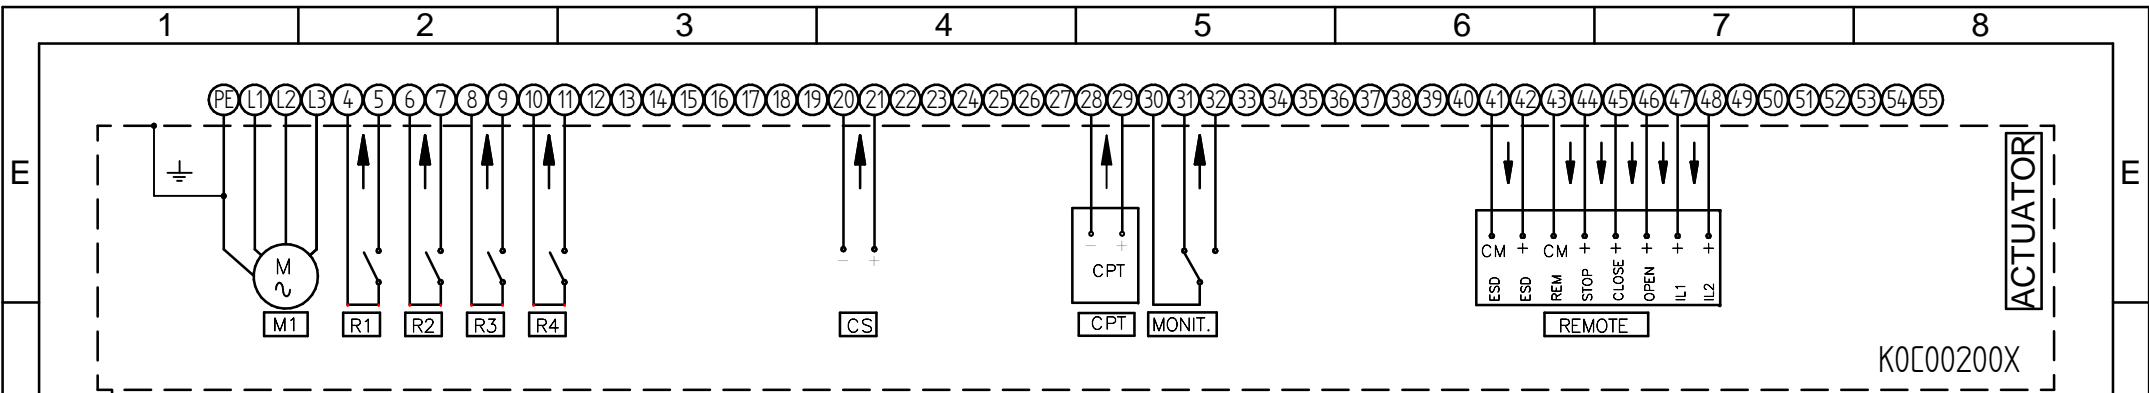 1 2 3 4 5 6 7 8
PE L1 L2 L3 4 5 6 7 8 9 10 11 12 13 14 15 16 17 18 19 20 21 22 23 24 25 26 27 28 29 30 31 32 33 34 35 36 37 38 39 40 41 42 43 44 45 46 47 48 49 50 51 52 53 54 55
E
E
ACTUATOR
M
- +
- +
CPT
CM + CM + + + + +
ESD ESD REM STOP CLOSE OPEN IL1 IL2
M1 R1 R2 R3 R4 CS CPT MONIT. REMOTE
K0C00200X